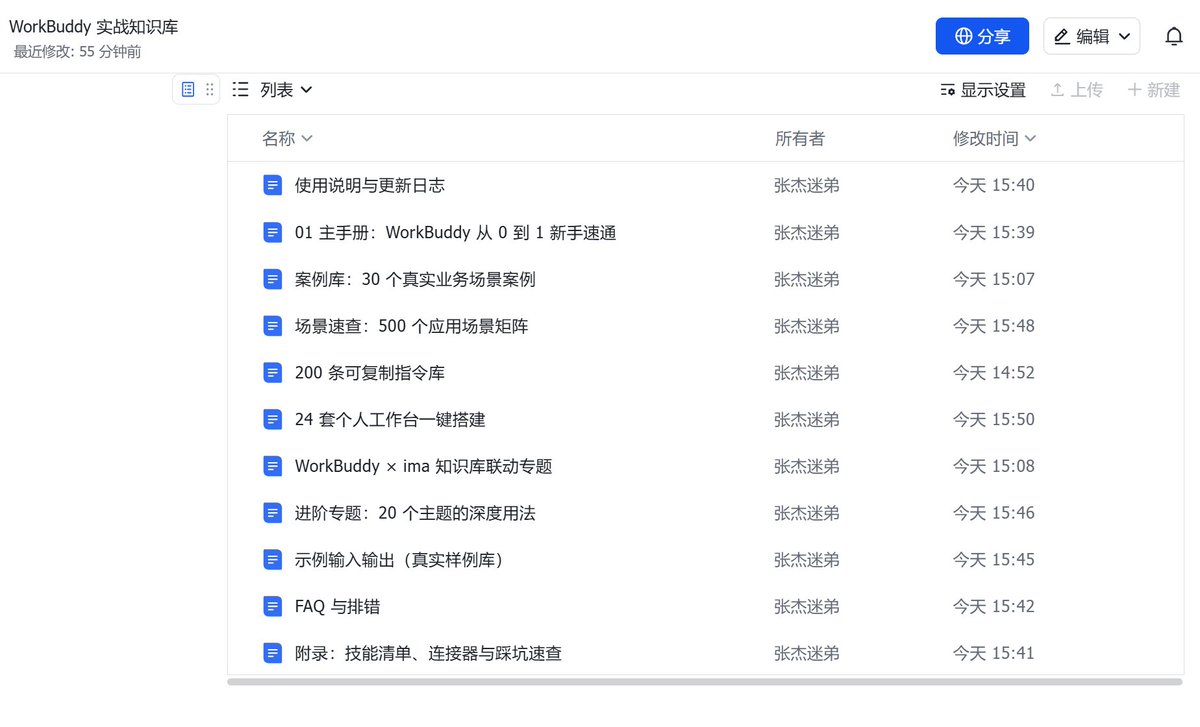 WorkBuddy 实战知识库
最近修改: 55 分钟前
分享
编辑
列表
显示设置
上传
新建
名称 所有者 修改时间
使用说明与更新日志 张杰迷弟 今天 15:40
01 主手册：WorkBuddy 从 0 到 1 新手速通 张杰迷弟 今天 15:39
案例库：30 个真实业务场景案例 张杰迷弟 今天 15:07
场景速查：500 个应用场景矩阵 张杰迷弟 今天 15:48
200 条可复制指令库 张杰迷弟 今天 14:52
24 套个人工作台一键搭建 张杰迷弟 今天 15:50
WorkBuddy × ima 知识库联动专题 张杰迷弟 今天 15:08
进阶专题：20 个主题的深度用法 张杰迷弟 今天 15:46
示例输入输出（真实样例库） 张杰迷弟 今天 15:45
FAQ 与排错 张杰迷弟 今天 15:42
附录：技能清单、连接器与踩坑速查 张杰迷弟 今天 15:41